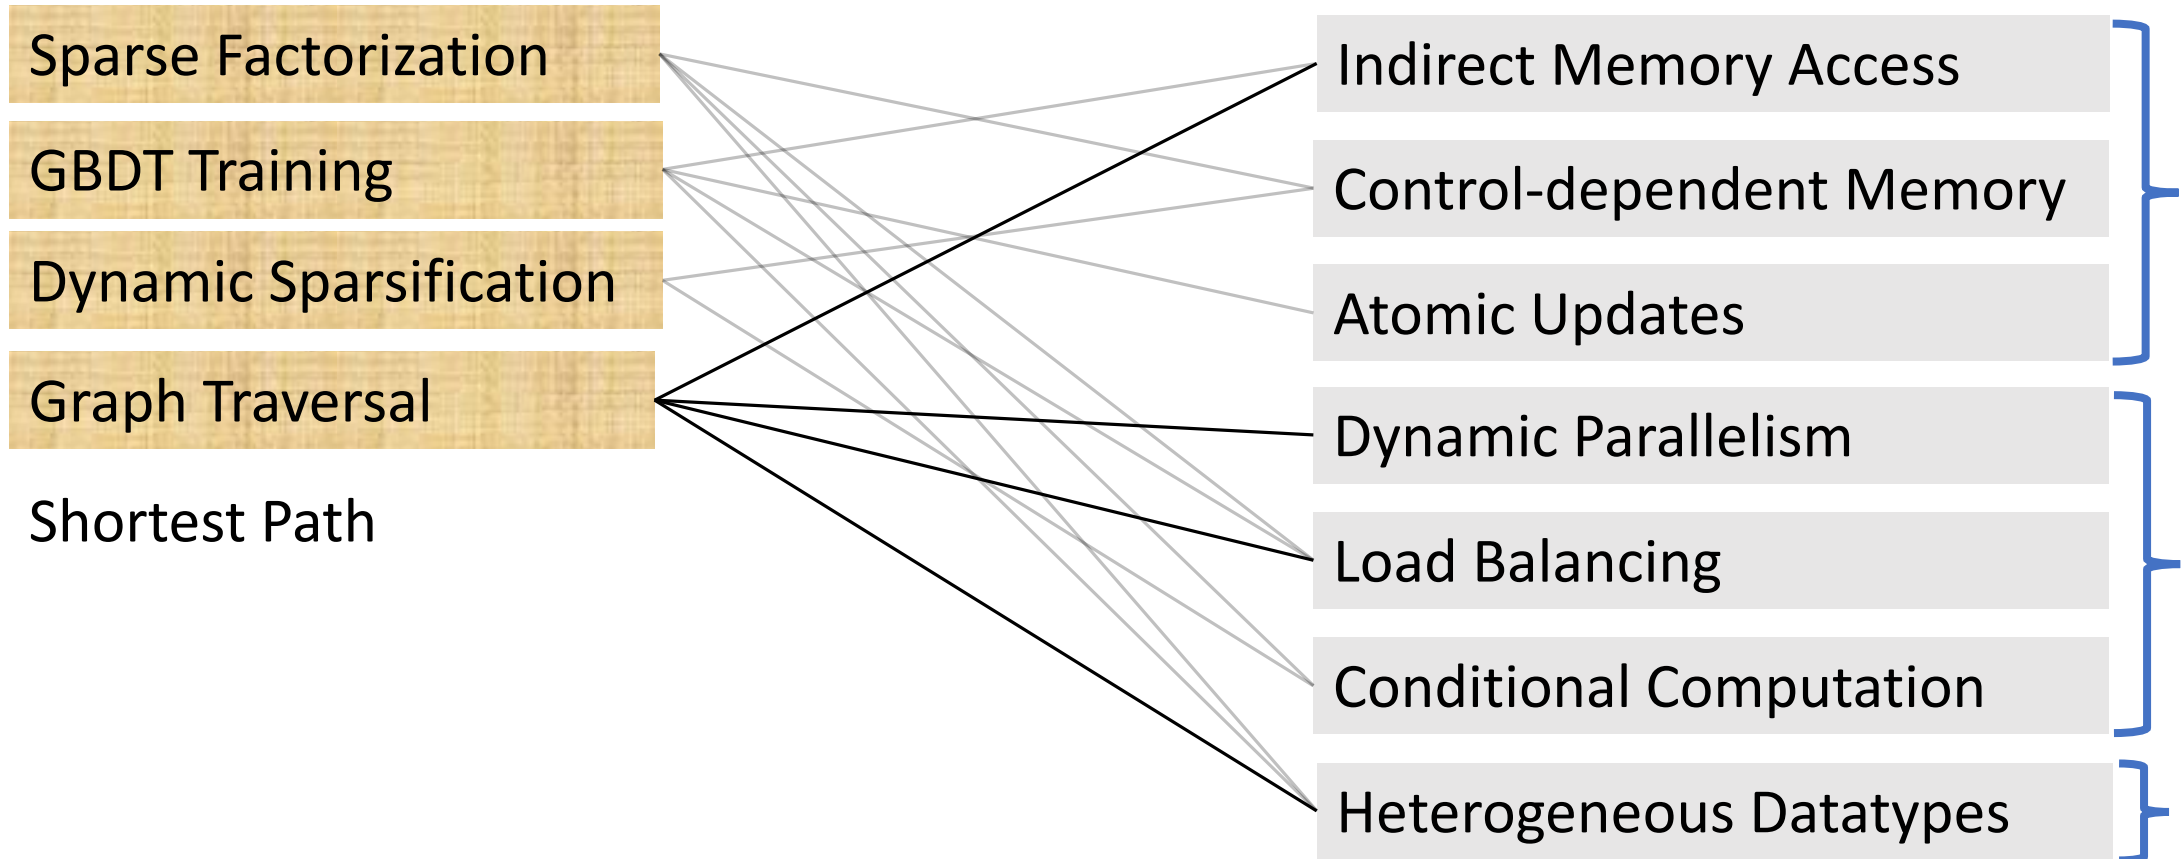 Sparse Factorization
GBDT Training
Dynamic Sparsification
Graph Traversal
Shortest Path
Indirect Memory Access
Control-dependent Memory
Atomic Updates
Dynamic Parallelism
Load Balancing
Conditional Computation
Heterogeneous Datatypes